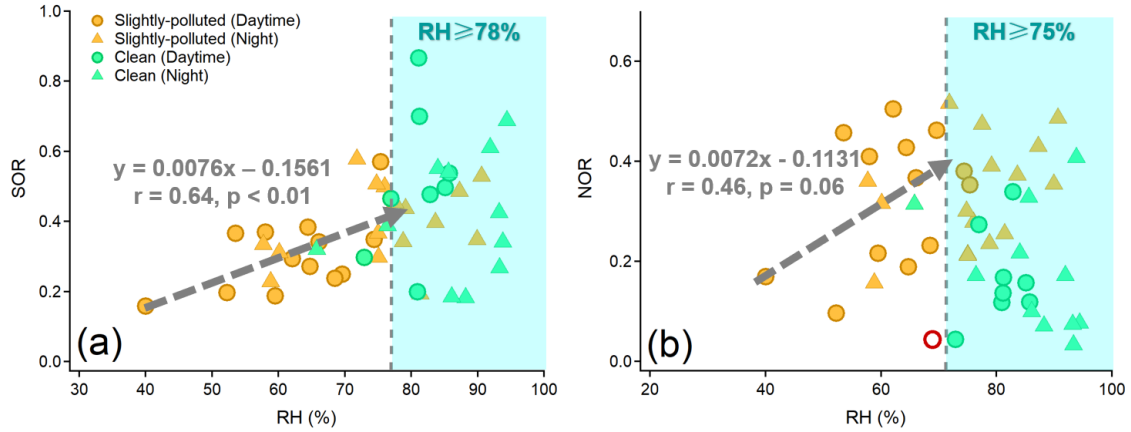 Slightly-polluted (Daytime)
Slightly-polluted (Night)
Clean (Daytime)
Clean (Night)
RH≥78%
y = 0.0076x – 0.1561
r = 0.64, p < 0.01
(a)
SOR
1.0
0.8
0.6
0.4
0.2
0.0
30 40 50 60 70 80 90 100
RH (%)
RH≥75%
y = 0.0072x - 0.1131
r = 0.46, p = 0.06
(b)
NOR
0.6
0.4
0.2
0.0
20 40 60 80 100
RH (%)